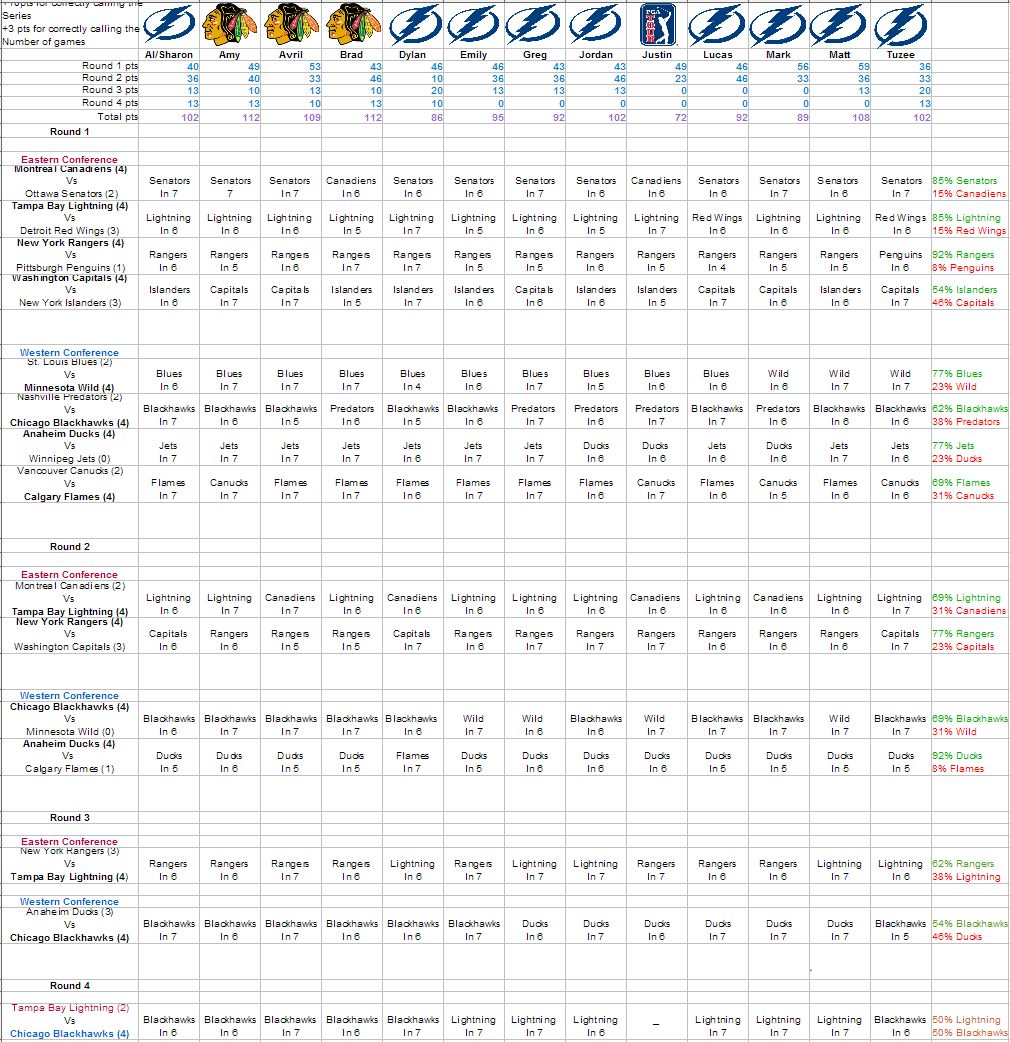 Series
+3 pts for correctly calling the
Number of games
PGA TOUR
Al/Sharon Amy Avril Brad Dylan Emily Greg Jordan Justin Lucas Mark Matt Tuzee
Round 1 pts 40 49 53 43 46 46 43 43 49 46 56 59 36
Round 2 pts 36 40 33 46 10 36 36 46 23 46 33 36 33
Round 3 pts 13 10 13 10 20 13 13 13 0 0 0 13 20
Round 4 pts 13 13 10 13 10 0 0 0 0 0 0 0 13
Total pts 102 112 109 112 86 95 92 102 72 92 89 108 102
Round 1
Eastern Conference
Montreal Canadiens (4)
Vs Senators Senators Senators Canadiens Senators Senators Senators Senators Canadiens Senators Senators Senators Senators 85% Senators
Ottawa Senators (2) In 7 7 In 7 In 6 In 6 In 6 In 7 In 6 In 6 In 6 In 7 In 6 In 7 15% Canadiens
Tampa Bay Lightning (4)
Vs Lightning Lightning Lightning Lightning Lightning Lightning Lightning Lightning Lightning Red Wings Lightning Lightning Red Wings 85% Lightning
Detroit Red Wings (3) In 6 In 6 In 6 In 5 In 7 In 5 In 6 In 5 In 7 In 6 In 6 In 6 In 6 15% Red Wings
New York Rangers (4)
Vs Rangers Rangers Rangers Rangers Rangers Rangers Rangers Rangers Rangers Rangers Rangers Rangers Penguins 92% Rangers
Pittsburgh Penguins (1) In 6 In 5 In 6 In 7 In 7 In 5 In 5 In 6 In 5 In 4 In 5 In 5 In 6 8% Penguins
Washington Capitals (4)
Vs Islanders Capitals Capitals Islanders Islanders Islanders Capitals Islanders Islanders Capitals Capitals Islanders Capitals 54% Islanders
New York Islanders (3) In 6 In 7 In 7 In 5 In 7 In 6 In 6 In 6 In 5 In 7 In 6 In 6 In 7 46% Capitals
Western Conference
St. Louis Blues (2)
Vs Blues Blues Blues Blues Blues Blues Blues Blues Blues Blues Wild Wild Wild 77% Blues
Minnesota Wild (4) In 6 In 7 In 7 In 7 In 4 In 6 In 7 In 5 In 6 In 6 In 6 In 7 In 7 23% Wild
Nashville Predators (2)
Vs Blackhawks Blackhawks Blackhawks Predators Blackhawks Blackhawks Predators Predators Predators Blackhawks Predators Blackhawks Blackhawks 62% Blackhawks
Chicago Blackhawks (4) In 7 In 6 In 5 In 6 In 5 In 6 In 7 In 6 In 7 In 7 In 6 In 7 In 6 38% Predators
Anaheim Ducks (4)
Vs Jets Jets Jets Jets Jets Jets Jets Ducks Ducks Jets Ducks Jets Jets 77% Jets
Winnipeg Jets (0) In 7 In 7 In 7 In 7 In 6 In 6 In 7 In 6 In 6 In 6 In 6 In 7 In 6 23% Ducks
Vancouver Canucks (2)
Vs Flames Canucks Flames Flames Flames Flames Flames Flames Canucks Flames Canucks Flames Canucks 69% Flames
Calgary Flames (4) In 7 In 7 In 7 In 7 In 6 In 7 In 7 In 6 In 7 In 6 In 5 In 6 In 6 31% Canucks
Round 2
Eastern Conference
Montreal Canadiens (2)
Vs Lightning Lightning Canadiens Lightning Canadiens Lightning Lightning Lightning Canadiens Lightning Canadiens Lightning Lightning 69% Lightning
Tampa Bay Lightning (4) In 6 In 7 In 7 In 6 In 6 In 6 In 6 In 6 In 6 In 6 In 6 In 6 In 7 31% Canadiens
New York Rangers (4)
Vs Capitals Rangers Rangers Rangers Capitals Rangers Rangers Rangers Rangers Rangers Rangers Rangers Capitals 77% Rangers
Washington Capitals (3) In 6 In 6 In 5 In 5 In 7 In 6 In 7 In 7 In 7 In 7 In 6 In 7 In 6 23% Capitals
Western Conference
Chicago Blackhawks (4)
Vs Blackhawks Blackhawks Blackhawks Blackhawks Blackhawks Wild Wild Blackhawks Wild Blackhawks Blackhawks Wild Blackhawks 69% Blackhawks
Minnesota Wild (0) In 6 In 7 In 7 In 7 In 6 In 7 In 6 In 6 In 7 In 7 In 7 In 7 In 7 31% Wild
Anaheim Ducks (4)
Vs Ducks Ducks Ducks Ducks Flames Ducks Ducks Ducks Ducks Ducks Ducks Ducks Ducks 92% Ducks
Calgary Flames (1) In 5 In 6 In 5 In 5 In 7 In 5 In 6 In 6 In 6 In 5 In 5 In 5 In 5 8% Flames
Round 3
Eastern Conference
New York Rangers (3)
Vs Rangers Rangers Rangers Rangers Lightning Rangers Lightning Lightning Rangers Rangers Rangers Lightning Lightning 62% Rangers
Tampa Bay Lightning (4) In 6 In 6 In 7 In 6 In 6 In 7 In 7 In 7 In 7 In 6 In 6 In 7 In 6 38% Lightning
Western Conference
Anaheim Ducks (3)
Vs Blackhawks Blackhawks Blackhawks Blackhawks Blackhawks Blackhawks Ducks Ducks Ducks Ducks Ducks Ducks Blackhawks 54% Blackhawks
Chicago Blackhawks (4) In 7 In 6 In 7 In 6 In 6 In 7 In 6 In 7 In 6 In 7 In 7 In 7 In 5 46% Ducks
Round 4
Tampa Bay Lightning (2)
Vs Blackhawks Blackhawks Blackhawks Blackhawks Blackhawks Lightning Lightning Lightning _ Lightning Lightning Lightning Blackhawks 50% Lightning
Chicago Blackhawks (4) In 6 In 6 In 7 In 6 In 7 In 7 In 7 In 6 In 7 In 7 In 7 In 6 50% Blackhawks